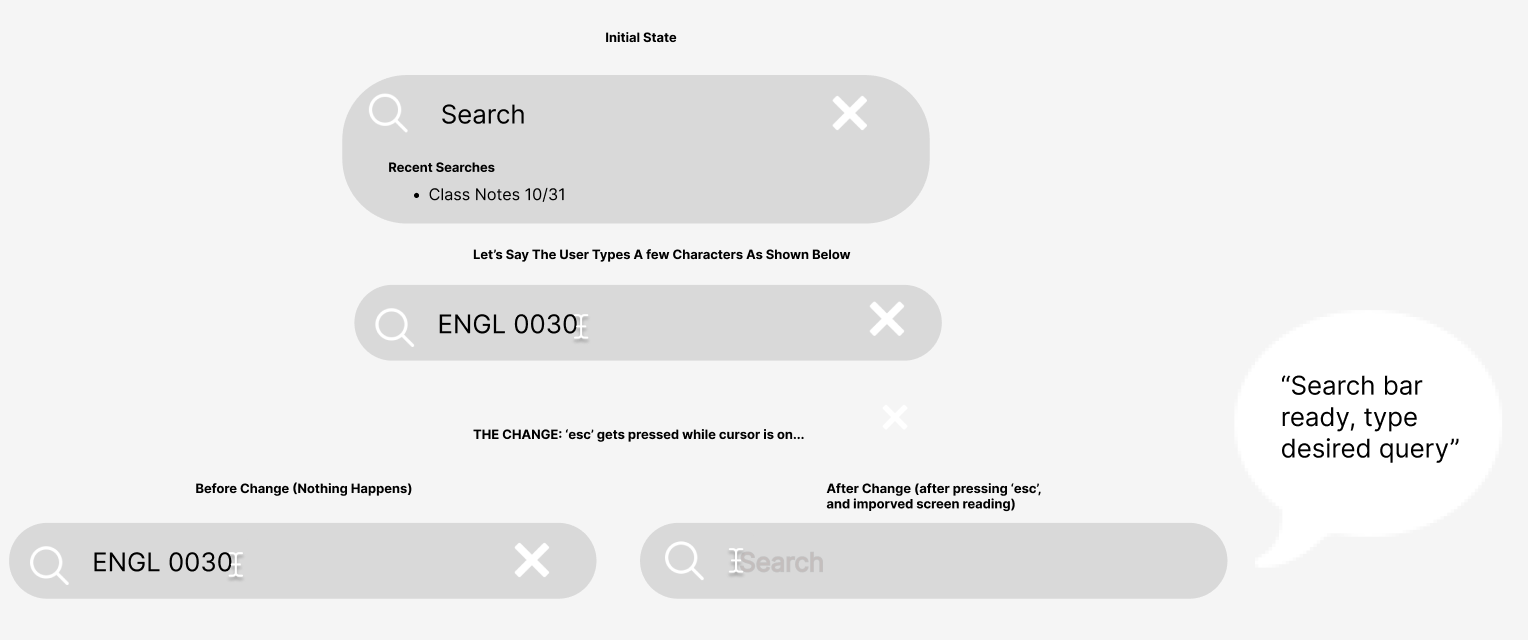 Initial State
Search
Recent Searches
• Class Notes 10/31
Let’s Say The User Types A few Characters As Shown Below
ENGL 0030
THE CHANGE: ‘esc’ gets pressed while cursor is on...
“Search bar
ready, type
desired query”
Before Change (Nothing Happens)
ENGL 0030
After Change (after pressing ‘esc’,
and imporved screen reading)
Search